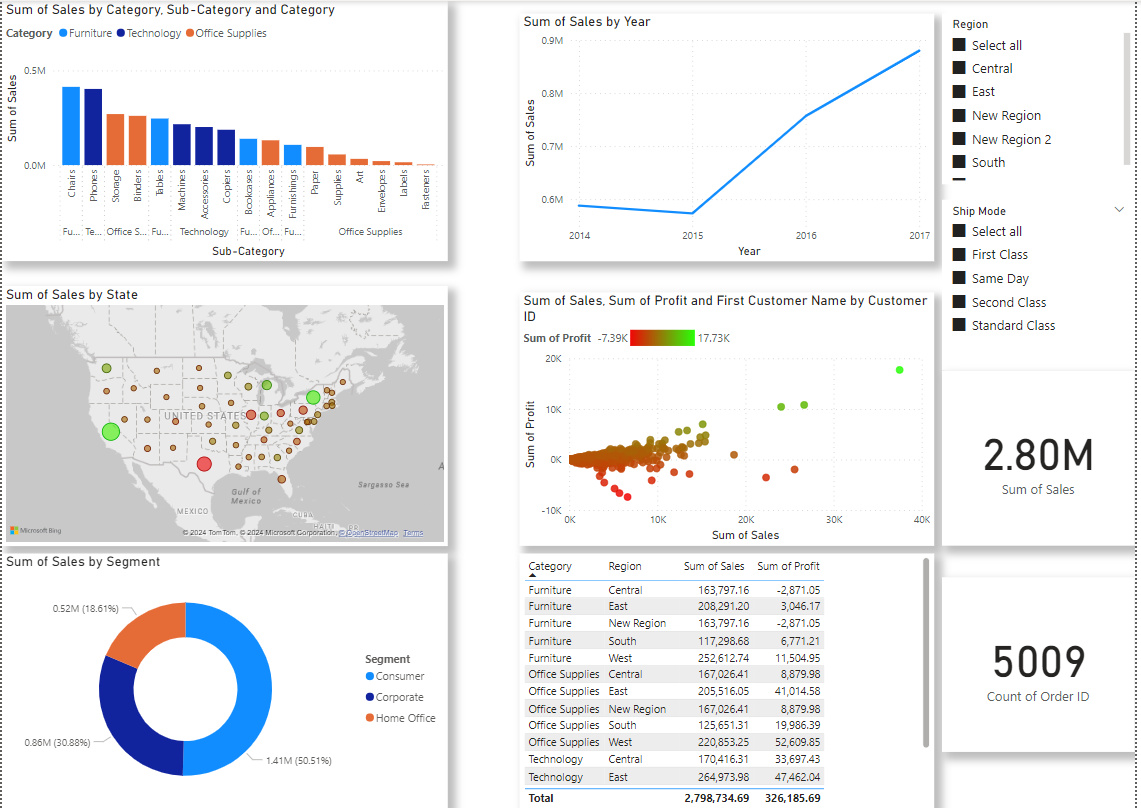 Sum of Sales by Category, Sub-Category and Category
Category Furniture Technology Office Supplies
Sum of Sales
0.5M
0.0M
Chairs
Phones
Storage
Binders
Tables
Machines
Accessories
Copiers
Bookcases
Appliances
Furnishings
Paper
Supplies
Art
Envelopes
Labels
Fasteners
Fu... Te... Office S... Fu... Technology Fu... Of... Fu... Office Supplies
Sub-Category
Sum of Sales by Year
Sum of Sales
0.9M
0.8M
0.7M
0.6M
2014 2015 2016 2017
Year
Region
Select all
Central
East
New Region
New Region 2
South
Ship Mode
Select all
First Class
Same Day
Second Class
Standard Class
Sum of Sales by State
UNITED STATES
Gulf of
Mexico
MEXICO
CUBA
HAITI
Sargasso Sea
A
Microsoft Bing
© 2024 TomTom, © 2024 Microsoft Corporation, © OpenStreetMap Terms
Sum of Sales, Sum of Profit and First Customer Name by Customer
ID
Sum of Profit -7.39K 17.73K
Sum of Profit
20K
10K
0K
-10K
0K 10K 20K 30K 40K
Sum of Sales
2.80M
Sum of Sales
Sum of Sales by Segment
0.52M (18.61%)
0.86M (30.88%)
1.41M (50.51%)
Segment
Consumer
Corporate
Home Office
Category Region Sum of Sales Sum of Profit
Furniture Central 163,797.16 -2,871.05
Furniture East 208,291.20 3,046.17
Furniture New Region 163,797.16 -2,871.05
Furniture South 117,298.68 6,771.21
Furniture West 252,612.74 11,504.95
Office Supplies Central 167,026.41 8,879.98
Office Supplies East 205,516.05 41,014.58
Office Supplies New Region 167,026.41 8,879.98
Office Supplies South 125,651.31 19,986.39
Office Supplies West 220,853.25 52,609.85
Technology Central 170,416.31 33,697.43
Technology East 264,973.98 47,462.04
Total 2,798,734.69 326,185.69
5009
Count of Order ID